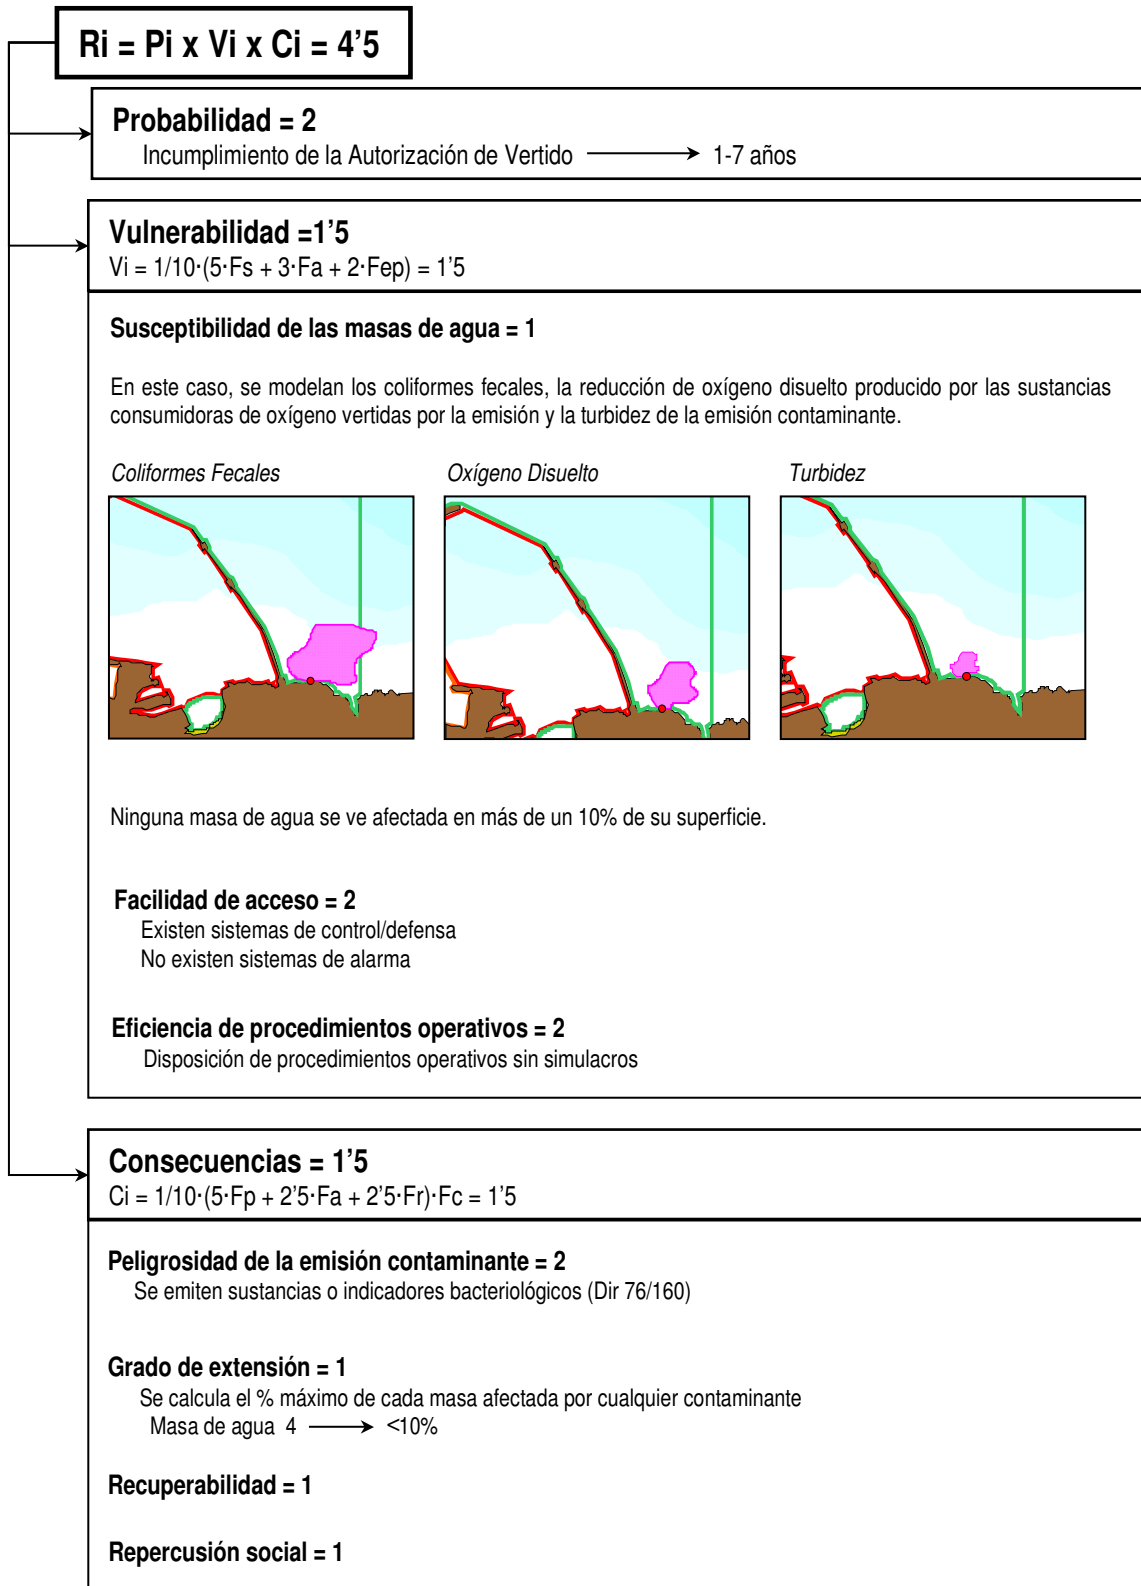 Ri = Pi x Vi x Ci = 4'5
Probabilidad = 2
Incumplimiento de la Autorización de Vertido 1-7 años
Vulnerabilidad =1'5
Vi = 1/10·(5·Fs + 3·Fa + 2·Fep) = 1'5
Susceptibilidad de las masas de agua = 1
En este caso, se modelan los coliformes fecales, la reducción de oxígeno disuelto producido por las sustancias
consumidoras de oxígeno vertidas por la emisión y la turbidez de la emisión contaminante.
Coliformes Fecales Oxígeno Disuelto Turbidez
Ninguna masa de agua se ve afectada en más de un 10% de su superficie.
Facilidad de acceso = 2
Existen sistemas de control/defensa
No existen sistemas de alarma
Eficiencia de procedimientos operativos = 2
Disposición de procedimientos operativos sin simulacros
Consecuencias = 1'5
Ci = 1/10·(5·Fp + 2'5·Fa + 2'5·Fr)·Fc = 1'5
Peligrosidad de la emisión contaminante = 2
Se emiten sustancias o indicadores bacteriológicos (Dir 76/160)
Grado de extensión = 1
Se calcula el % máximo de cada masa afectada por cualquier contaminante
Masa de agua 4 <10%
Recuperabilidad = 1
Repercusión social = 1